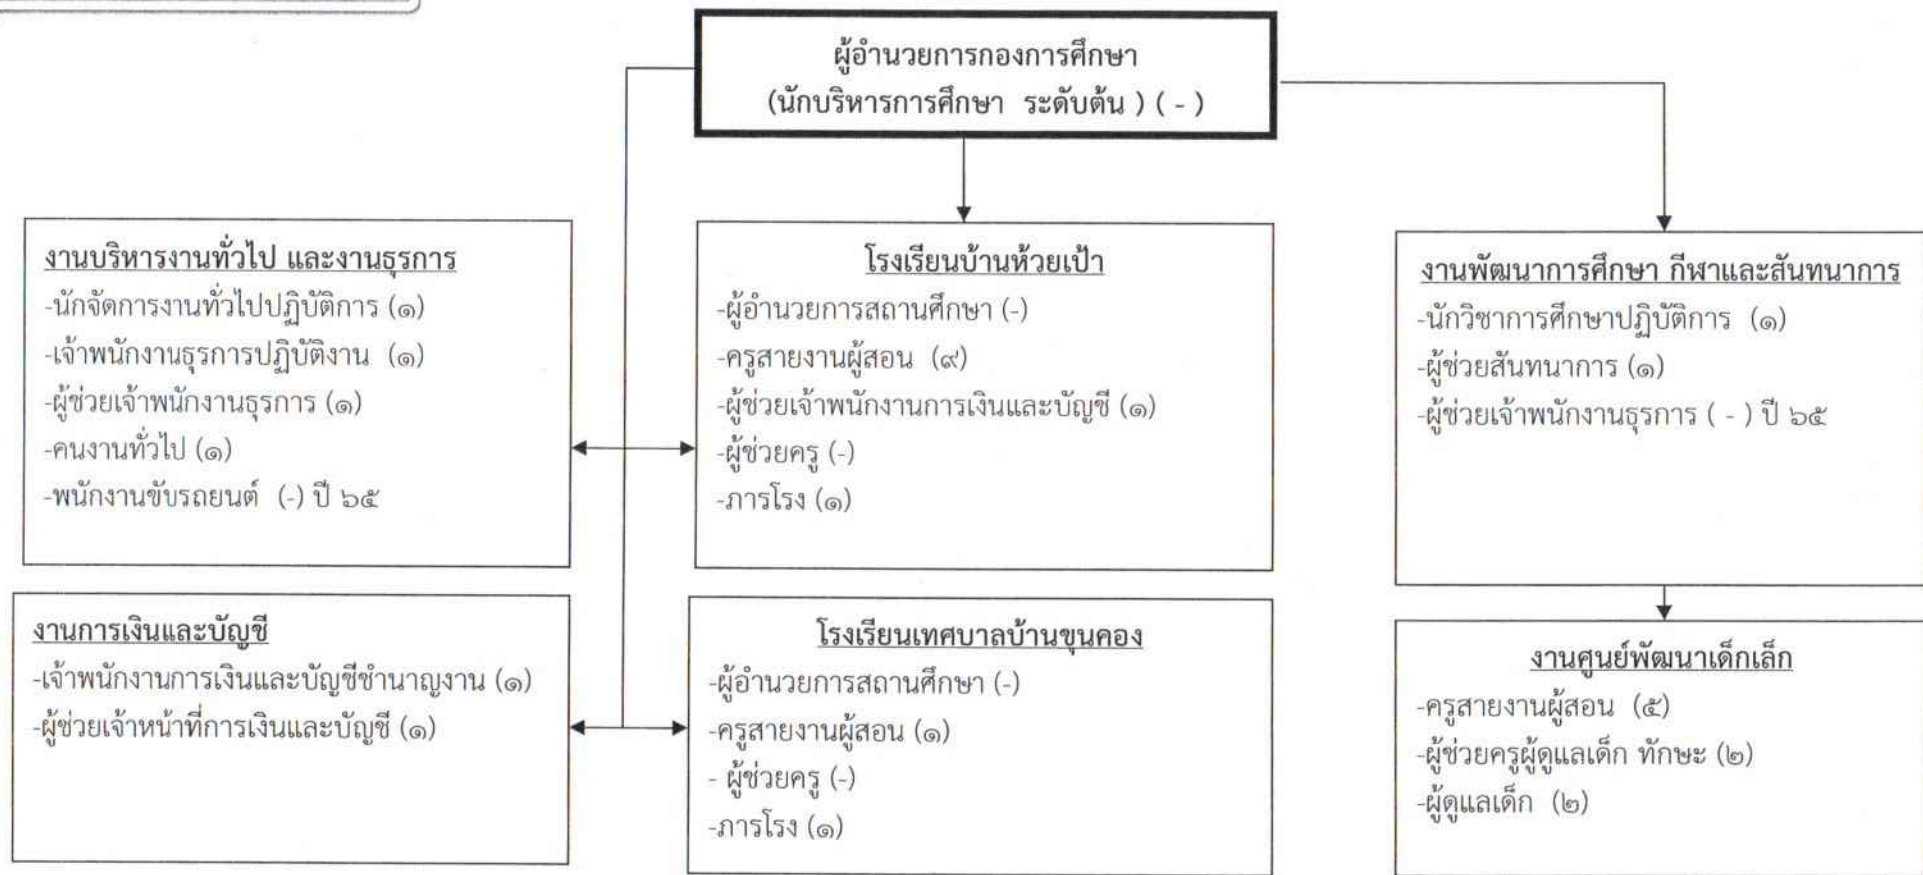 ผู้อำนวยการกองการศึกษา
(นักบริหารการศึกษา ระดับต้น ) ( - )
งานบริหารงานทั่วไป และงานธุรการ
-นักจัดการงานทั่วไปปฏิบัติการ (๑)
-เจ้าพนักงานธุรการปฏิบัติงาน (๑)
-ผู้ช่วยเจ้าพนักงานธุรการ (๑)
-คนงานทั่วไป (๑)
-พนักงานขับรถยนต์ (-) ปี ๖๕
โรงเรียนบ้านห้วยเป้า
-ผู้อำนวยการสถานศึกษา (-)
-ครูสายงานผู้สอน (๙)
-ผู้ช่วยเจ้าพนักงานการเงินและบัญชี (๑)
-ผู้ช่วยครู (-)
-ภารโรง (๑)
งานพัฒนาการศึกษา กีฬาและสันทนาการ
-นักวิชาการศึกษาปฏิบัติการ (๑)
-ผู้ช่วยสันทนาการ (๑)
-ผู้ช่วยเจ้าพนักงานธุรการ ( - ) ปี ๖๕
งานการเงินและบัญชี
-เจ้าพนักงานการเงินและบัญชีชำนาญงาน (๑)
-ผู้ช่วยเจ้าหน้าที่การเงินและบัญชี (๑)
โรงเรียนเทศบาลบ้านขุนคอง
-ผู้อำนวยการสถานศึกษา (-)
-ครูสายงานผู้สอน (๑)
- ผู้ช่วยครู (-)
-ภารโรง (๑)
งานศูนย์พัฒนาเด็กเล็ก
-ครูสายงานผู้สอน (๕)
-ผู้ช่วยครูผู้ดูแลเด็ก ทักษะ (๒)
-ผู้ดูแลเด็ก (๒)